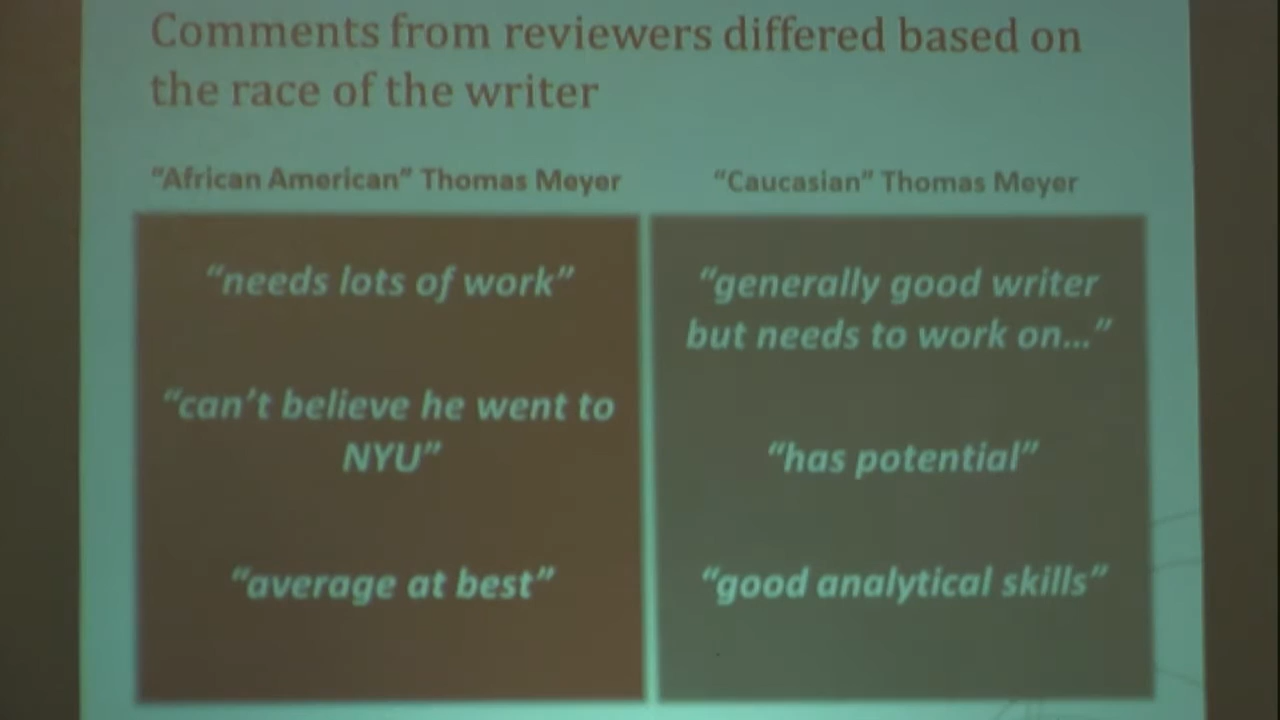 Comments from reviewers differed based on
the race of the writer
“African American” Thomas Meyer
“needs lots of work”
“can’t believe he went to
NYU”
“average at best”
“Caucasian” Thomas Meyer
“generally good writer
but needs to work on…”
“has potential”
“good analytical skills”